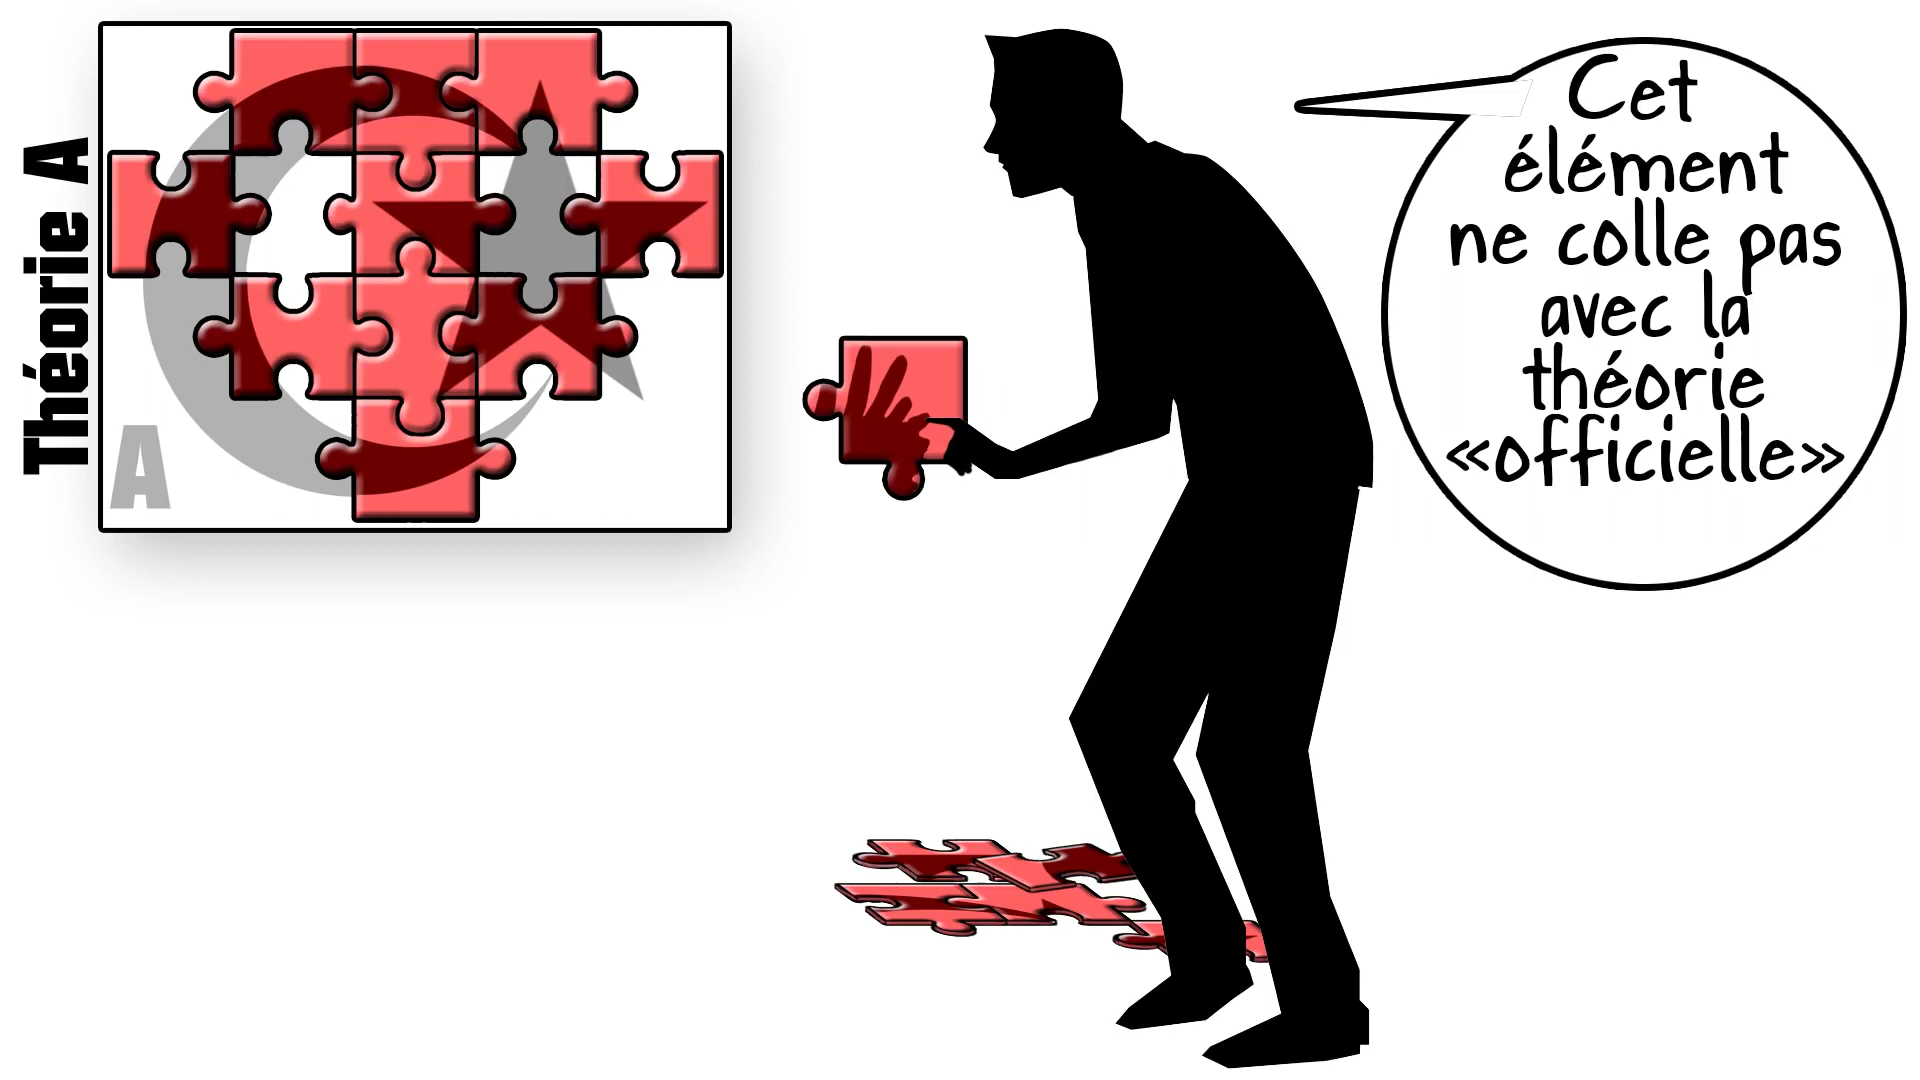 Théorie A
A
Cet
élément
ne colle pas
avec la
théorie
«officielle»